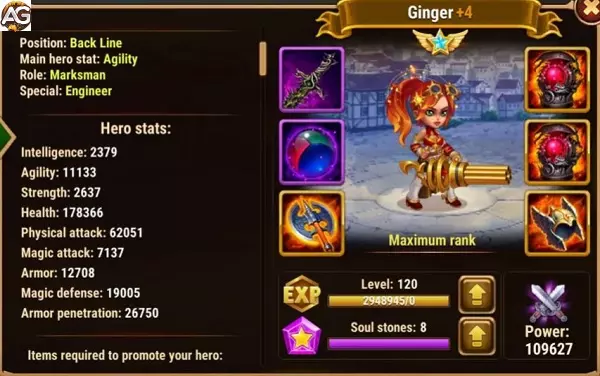 AG
Ginger +4
Position: Back Line
Main hero stat: Agility
Role: Marksman
Special: Engineer
Hero stats:
Intelligence: 2379
Agility: 11133
Strength: 2637
Health: 178366
Physical attack: 62051
Magic attack: 7137
Armor: 12708
Magic defense: 19005
Armor penetration: 26750
Items required to promote your hero:
Maximum rank
EXP
Level: 120
2948945/0
Soul stones: 8
Power:
109627